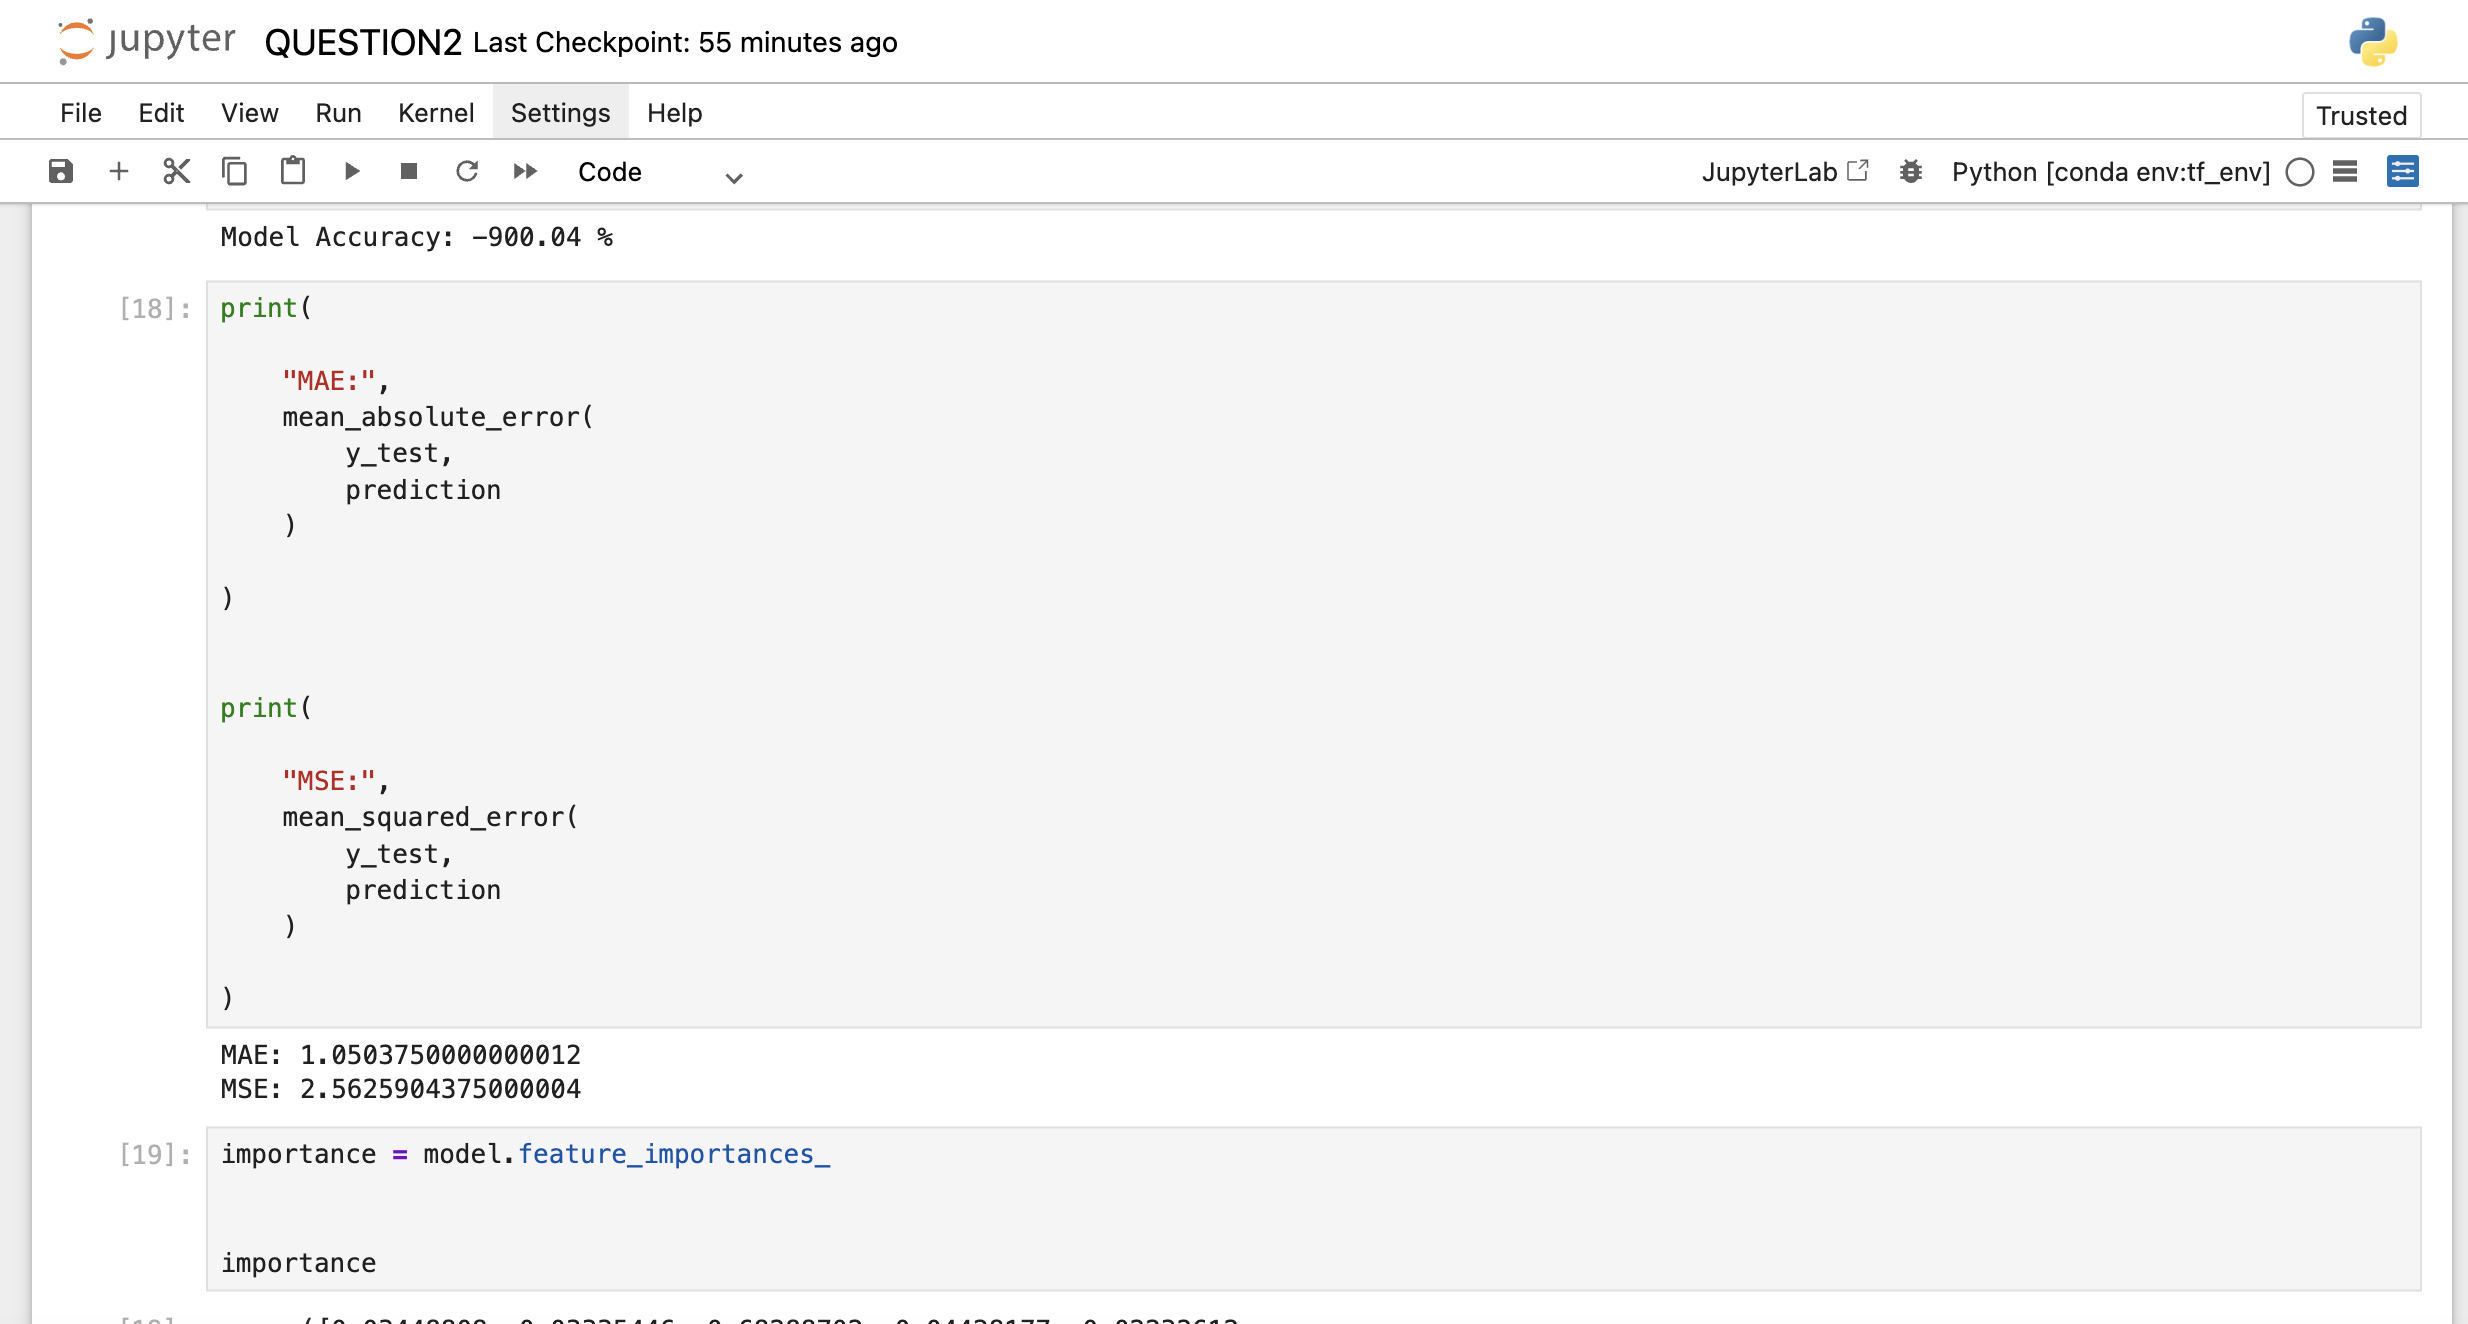 jupyter QUESTION2 Last Checkpoint: 55 minutes ago
File Edit View Run Kernel Settings Help Trusted
Code JupyterLab Python [conda env:tf_env]
Model Accuracy: -900.04 %
[18]: print(
"MAE:",
mean_absolute_error(
y_test,
prediction
)
)
print(
"MSE:",
mean_squared_error(
y_test,
prediction
)
)
MAE: 1.0503750000000012
MSE: 2.5625904375000004
[19]: importance = model.feature_importances_
importance